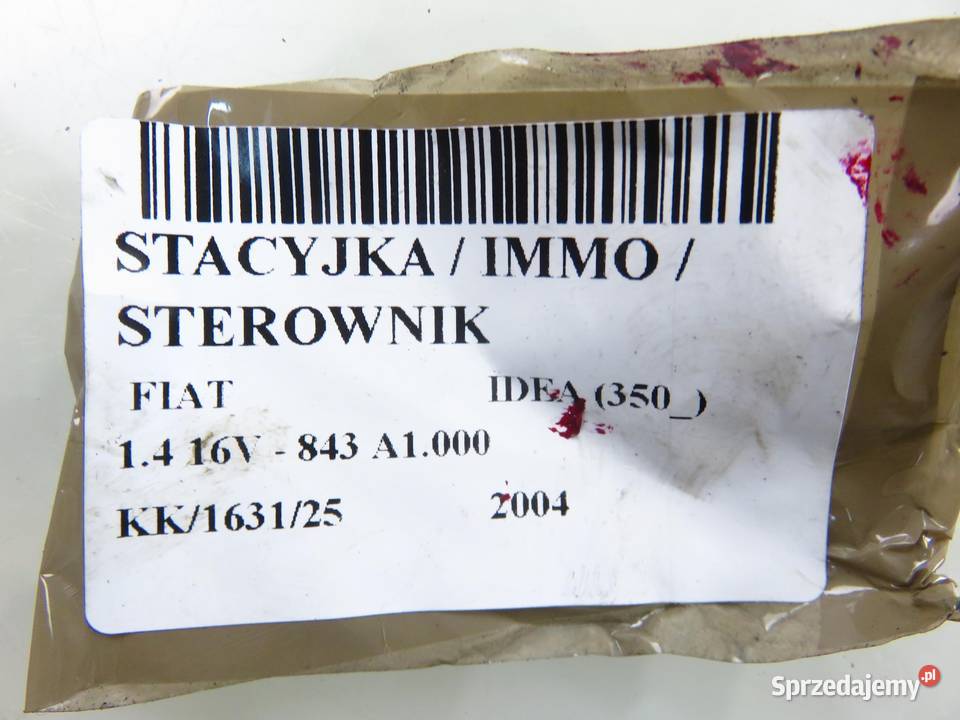 STACYJKA / IMMO /
STEROWNIK
FIAT IDEA (350_)
1.4 16V - 843 A1.000
KK/1631/25 2004
Sprzedajemy.pl